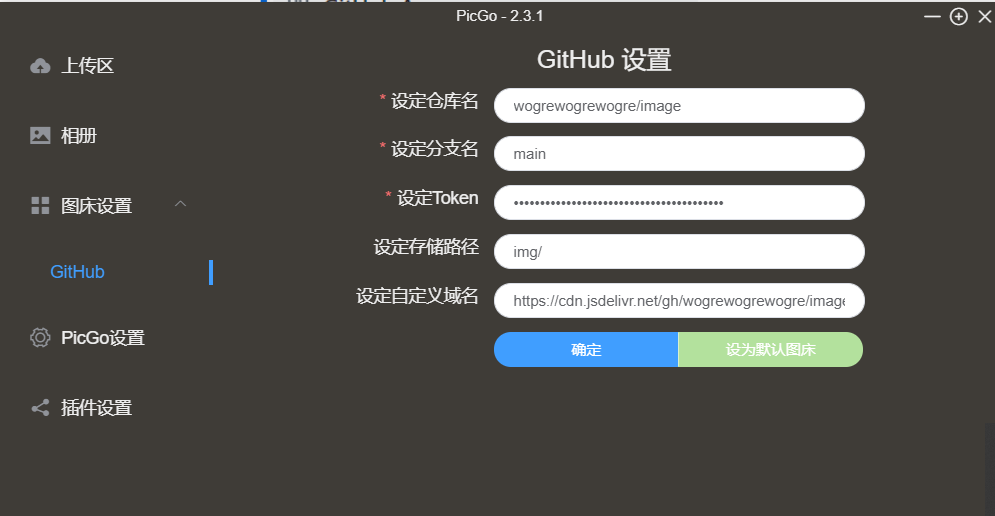 PicGo - 2.3.1
上传区
相册
图床设置
GitHub
PicGo设置
插件设置
GitHub 设置
* 设定仓库名 wogrewogrewogre/image
* 设定分支名 main
* 设定Token ••••••••••••••••••••••••••••••••••••••••
设定存储路径 img/
设定自定义域名 https://cdn.jsdelivr.net/gh/wogrewogrewogre/image
确定 设为默认图床